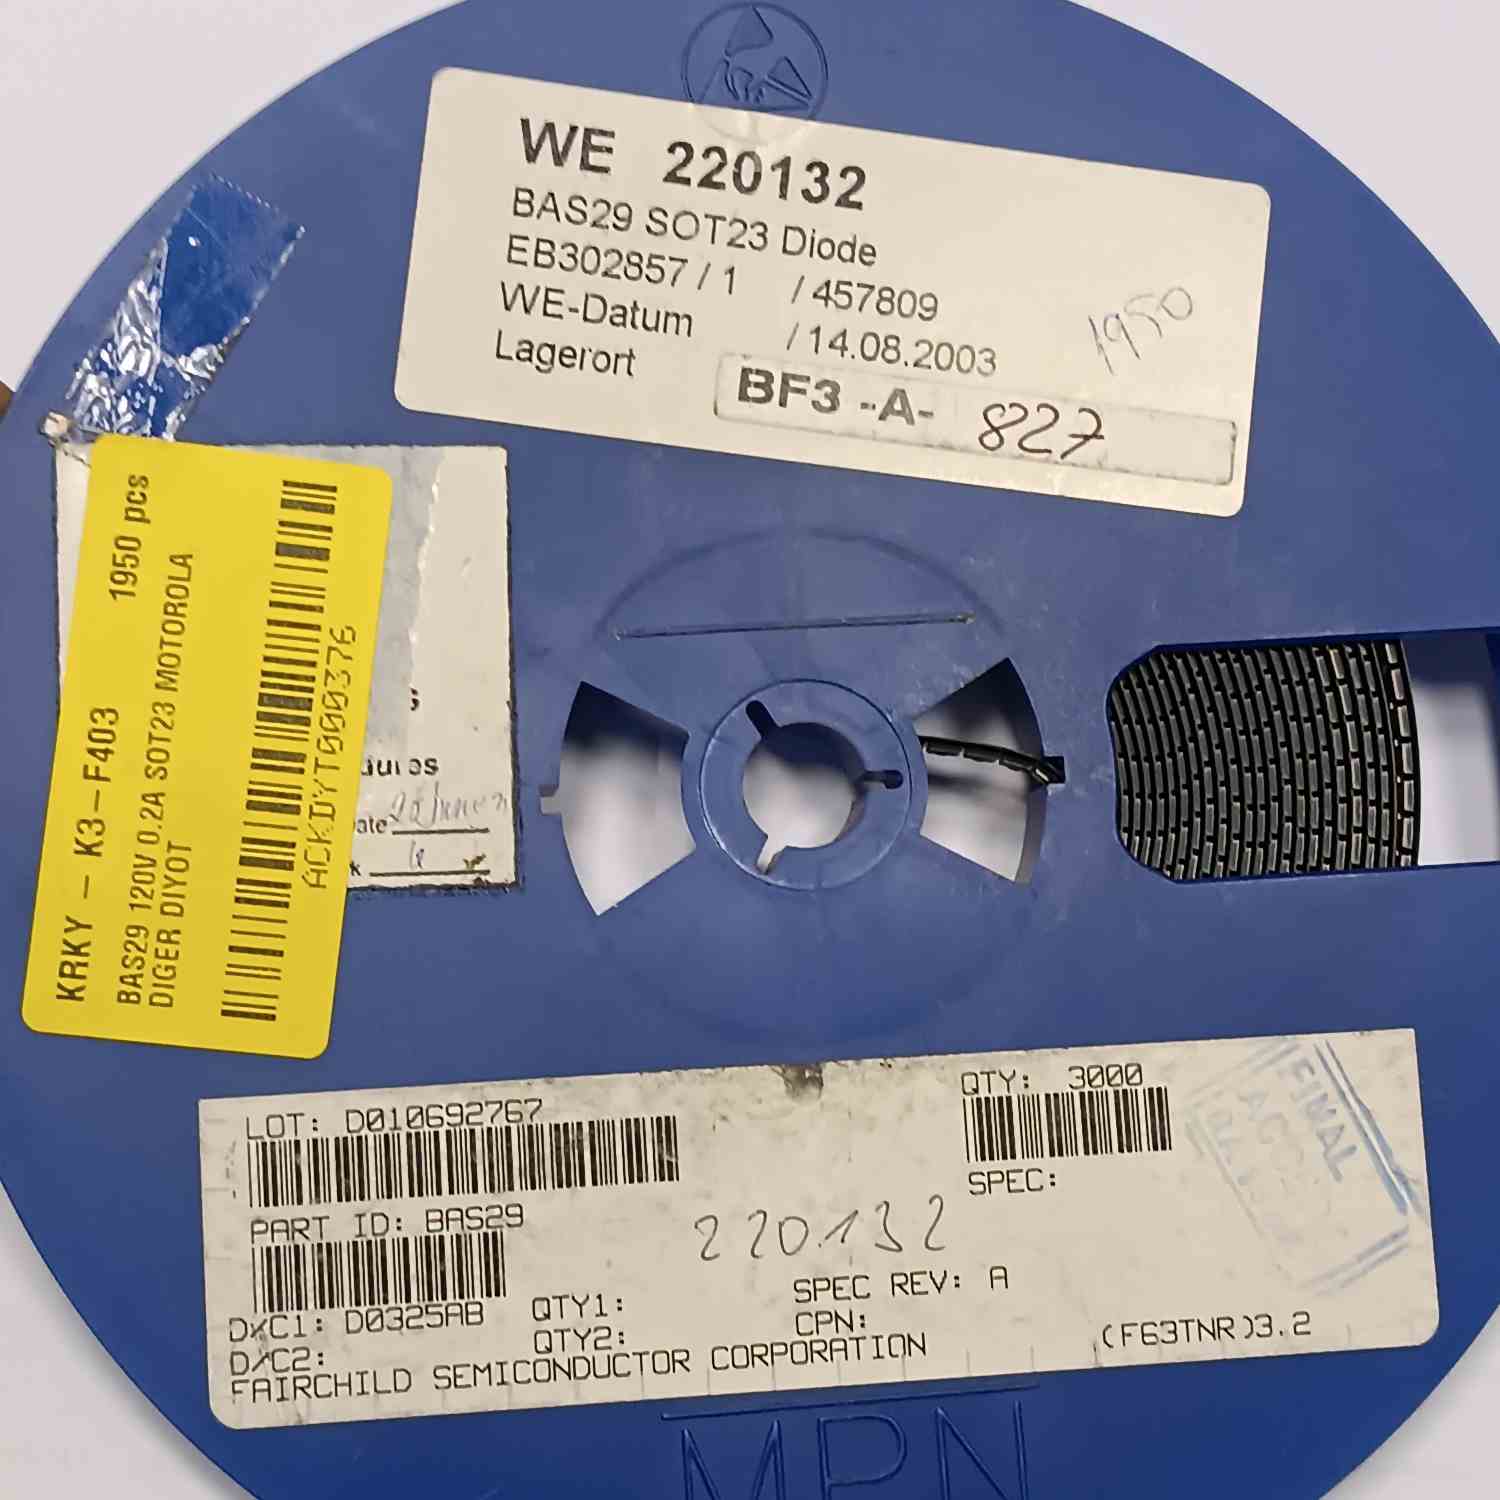 WE 220132
BAS29 SOT23 Diode
EB302857 / 1 / 457809
WE-Datum / 14.08.2003
Lagerort
BF3 -A- 827
1950
KRKY - K3-F403 1950 pcs
BAS29 120V 0.2A SOT23 MOTOROLA
DIGER DIYOT
ACKDYT000376
LOT: D010692767
QTY: 3000
SPEC:
PART ID: BAS29
220132
SPEC REV: A
D/C1: D0325AB QTY1:
CPN:
D/C2: QTY2:
(F63TNR)3.2
FAIRCHILD SEMICONDUCTOR CORPORATION
FINAL
MPN